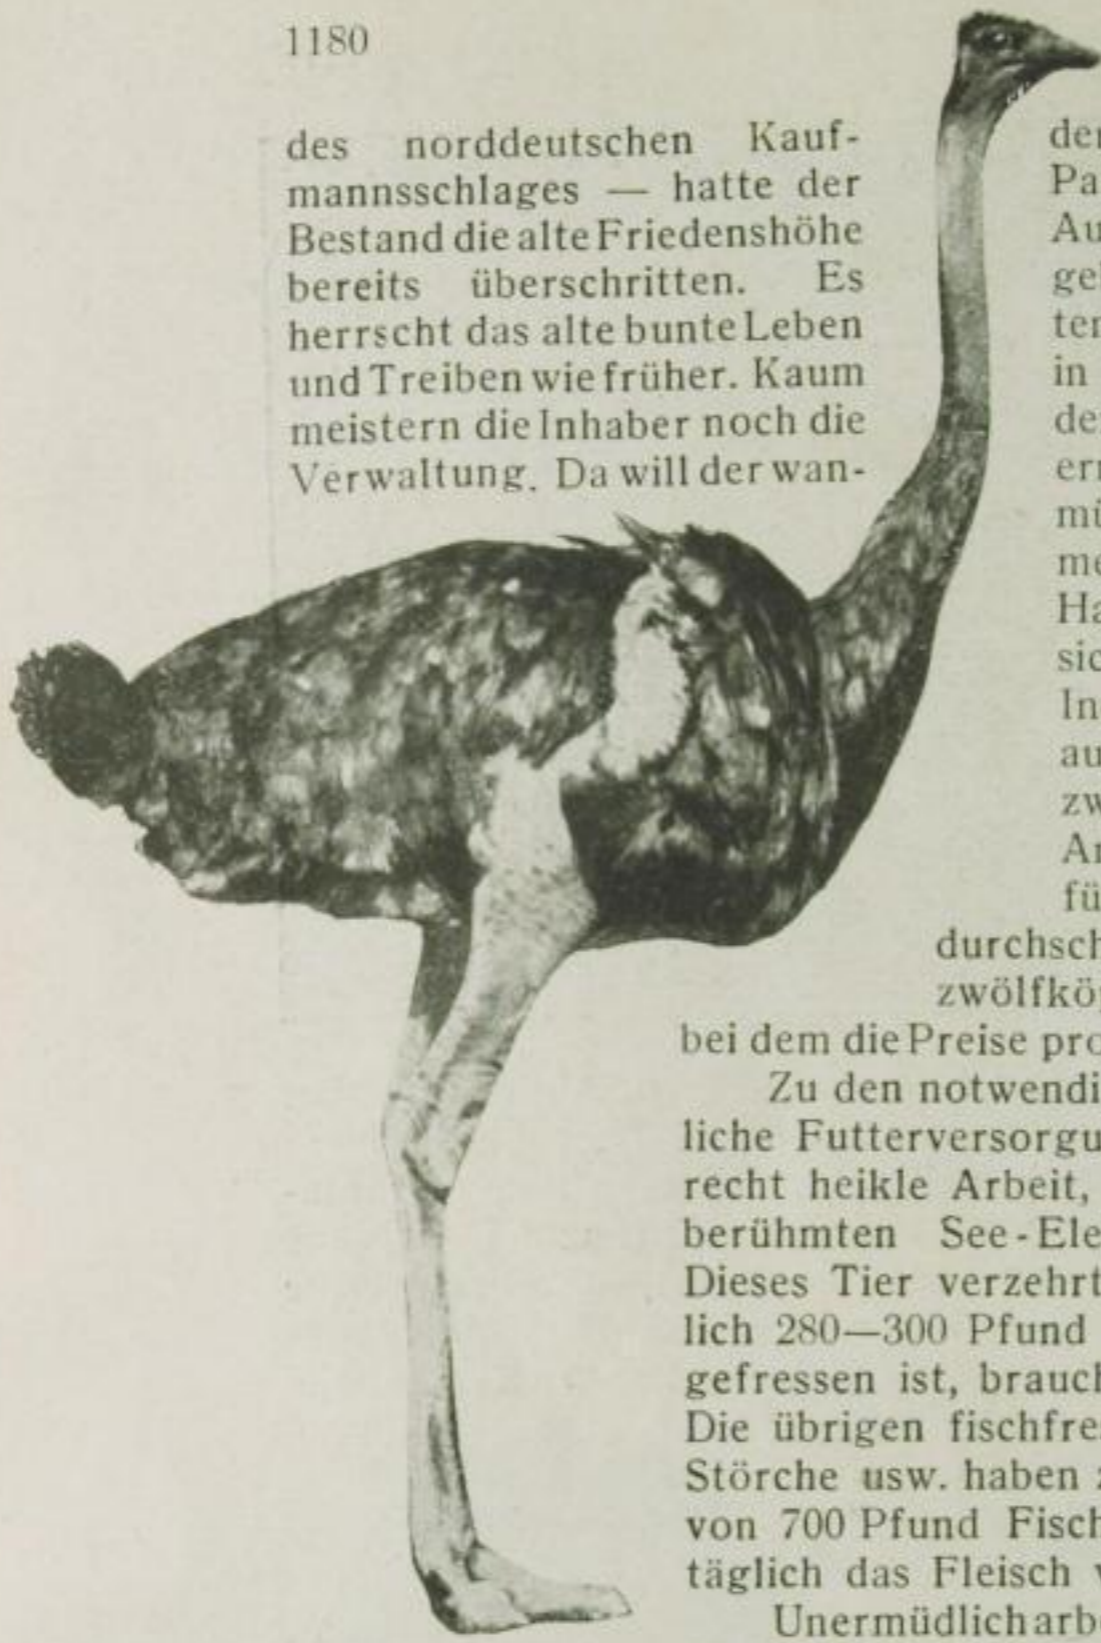 1180
des norddeutschen Kauf-
mannsschlages — hatte der
Bestand die alte Friedenshöhe
bereits überschritten. Es
herrscht das alte bunte Leben
und Treiben wie früher. Kaum
meistern die Inhaber noch die
Verwaltung. Da will der wan-
in
durchsch
zwölfkö
bei dem die Preise pro
Zu den notwendi
liche Futterversorgu
recht heikle Arbeit,
berühmten See-Ele
Dieses Tier verzehrt
lich 280—300 Pfund
gefressen ist, brauch
Die übrigen fischfre
Störche usw. haben
von 700 Pfund Fisch
täglich das Fleisch
Unermüdlich arb